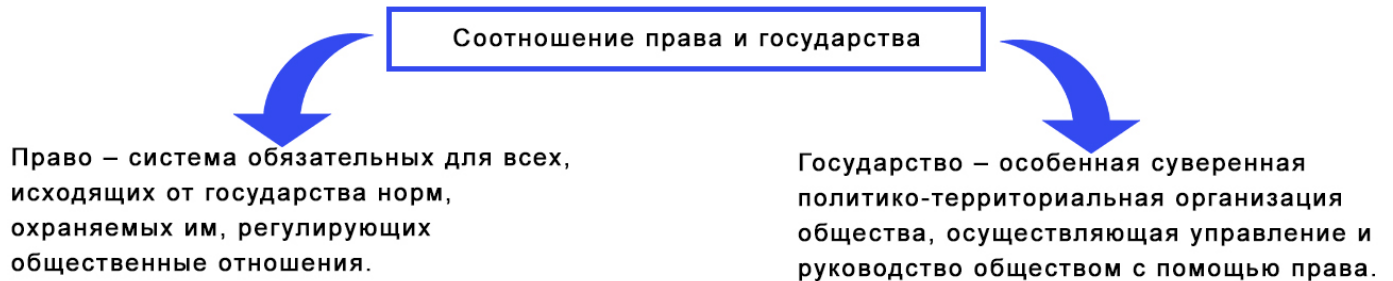 Соотношение права и государства
Право – система обязательных для всех,
исходящих от государства норм,
охраняемых им, регулирующих
общественные отношения.
Государство – особенная суверенная
политико-территориальная организация
общества, осуществляющая управление и
руководство обществом с помощью права.